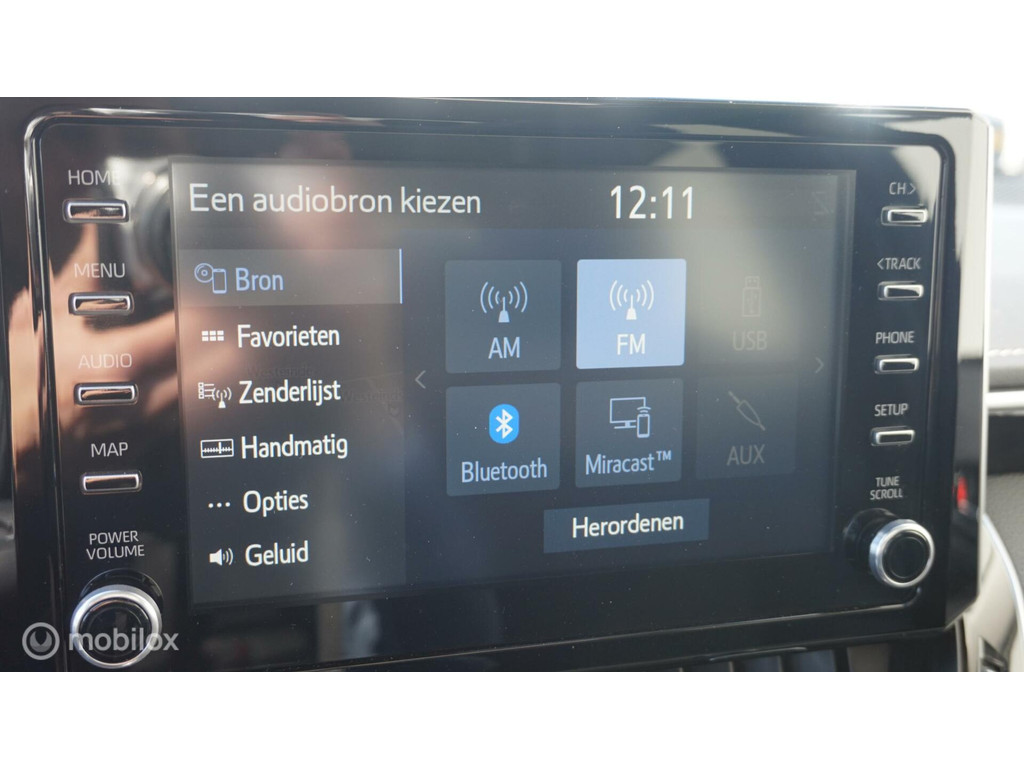 HOME
MENU
AUDIO
MAP
POWER
VOLUME
Een audiobron kiezen
12:11
Bron
Favorieten
Zenderlijst
Handmatig
Opties
Geluid
AM
FM
USB
Bluetooth
Miracast™
AUX
Herordenen
CH.>
<TRACK
PHONE
SETUP
TUNE
SCROLL
mobilox